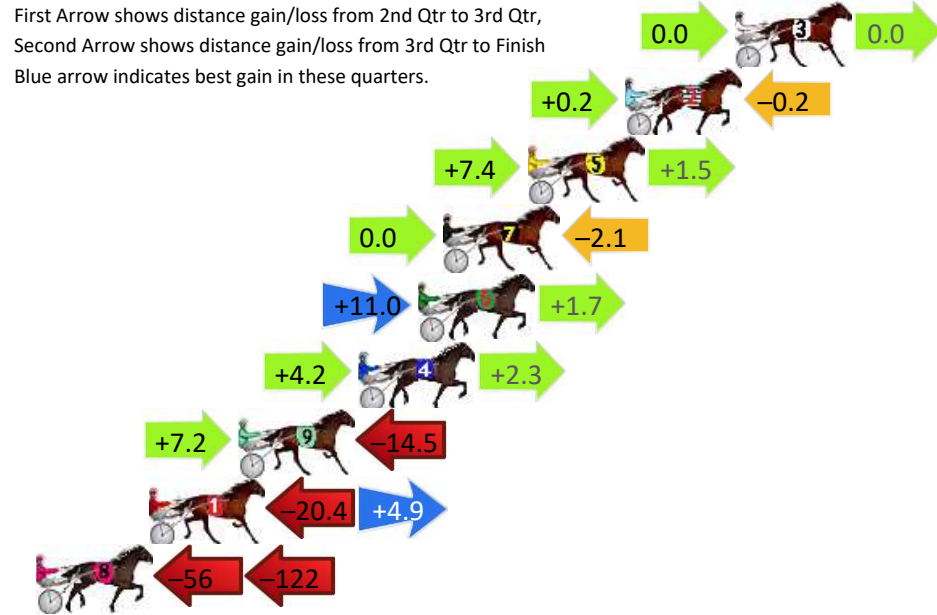 First Arrow shows distance gain/loss from 2nd Qtr to 3rd Qtr,
Second Arrow shows distance gain/loss from 3rd Qtr to Finish
Blue arrow indicates best gain in these quarters.
0.0 3 0.0
+0.2 2 –0.2
+7.4 5 +1.5
0.0 7 –2.1
+11.0 6 +1.7
+4.2 4 +2.3
+7.2 9 –14.5
1 –20.4 +4.9
8 –56 –122